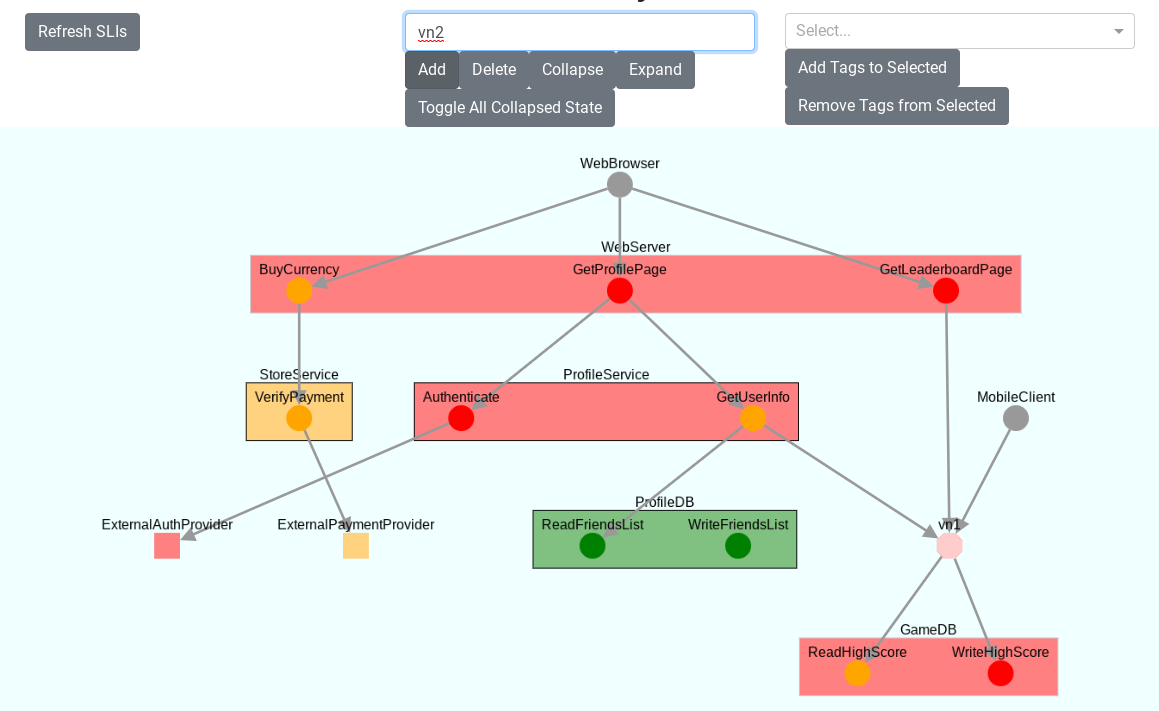 Refresh SLIs
vn2
Select...
Add
Delete
Collapse
Expand
Add Tags to Selected
Toggle All Collapsed State
Remove Tags from Selected
WebBrowser
WebServer
BuyCurrency
GetProfilePage
GetLeaderboardPage
StoreService
ProfileService
VerifyPayment
Authenticate
GetUserInfo
MobileClient
ProfileDB
ExternalAuthProvider
ExternalPaymentProvider
ReadFriendsList
WriteFriendsList
vn1
GameDB
ReadHighScore
WriteHighScore